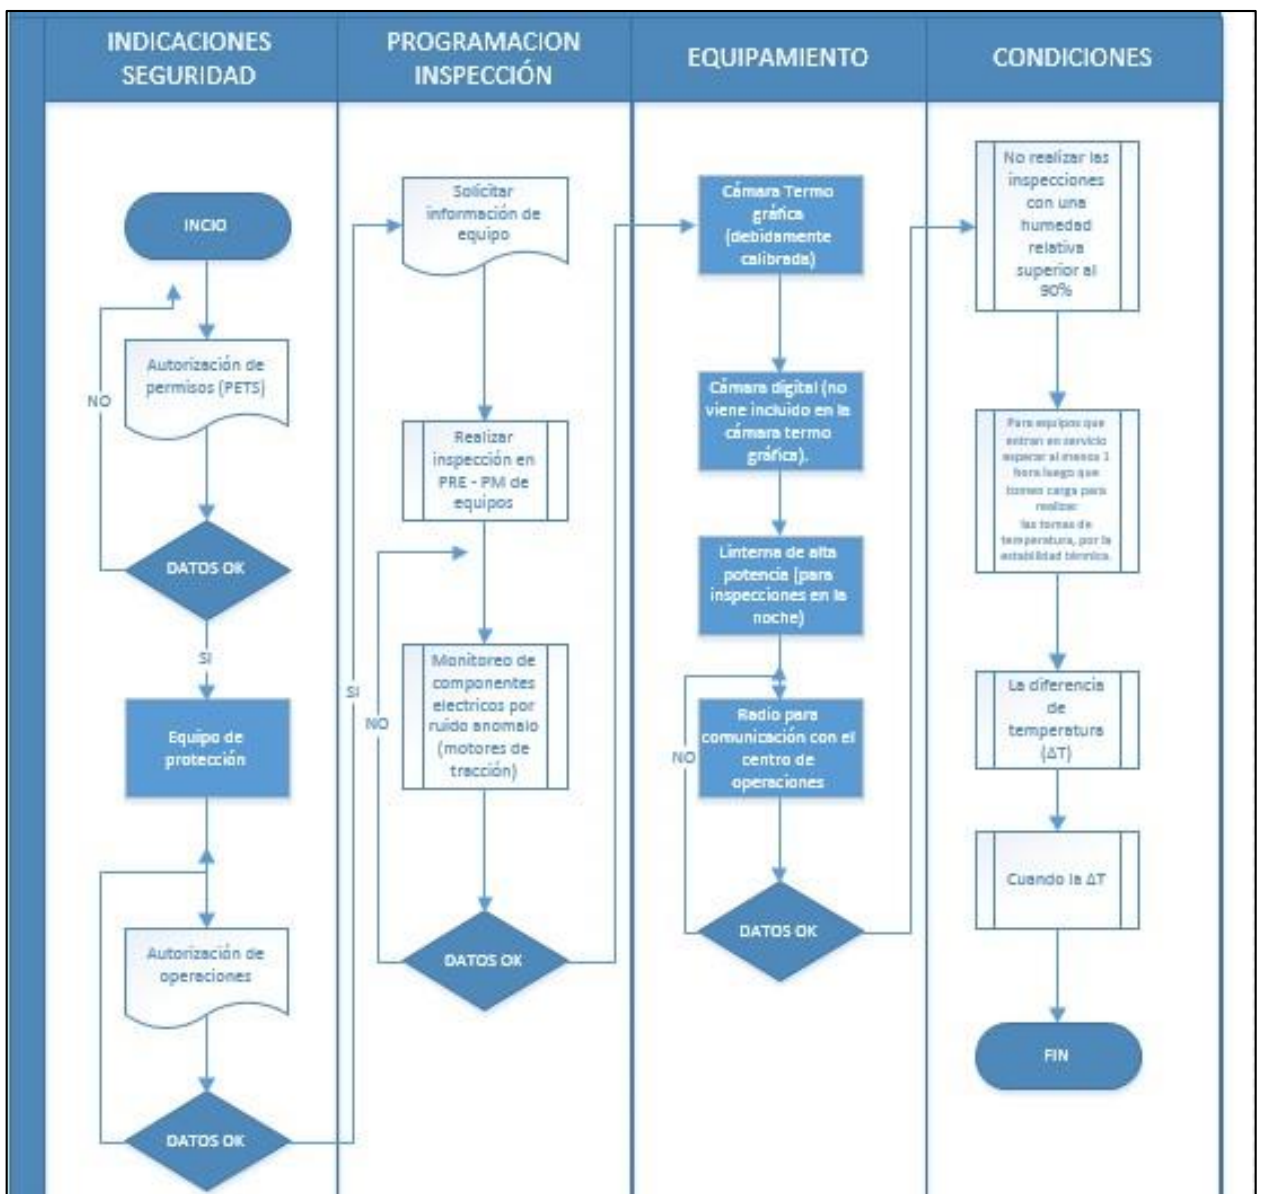 INDICACIONES
SEGURIDAD
PROGRAMACION
INSPECCIÓN
EQUIPAMIENTO
CONDICIONES
INCIO
Autorización de
permisos (PETS)
NO
DATOS OK
SI
Equipo de
protección
Autorización de
operaciones
DATOS OK
SI
Solicitar
información de
equipo
Realizar
inspección en
PRE - PM de
equipos
Monitoreo de
componentes
electricos por
ruido anomalo
(motores de
tracción)
NO
DATOS OK
Cámara Termo
gráfica
(debidamente
calibrada)
Cámara digital (no
viene incluido en la
cámara termo
gráfica).
Linterna de alta
potencia (para
inspecciones en la
noche)
Radio para
comunicación con el
centro de
operaciones
NO
DATOS OK
No realizar las
inspecciones
con una
humedad
relativa
superior al
90%
Para equipos que
entran en servicio
esperar al menos 1
hora luego que
tomen carga para
realizar
las tomas de
temperatura, por la
estabilidad térmica.
La diferencia
de
temperatura
(ΔT)
Cuando la ΔT
FIN